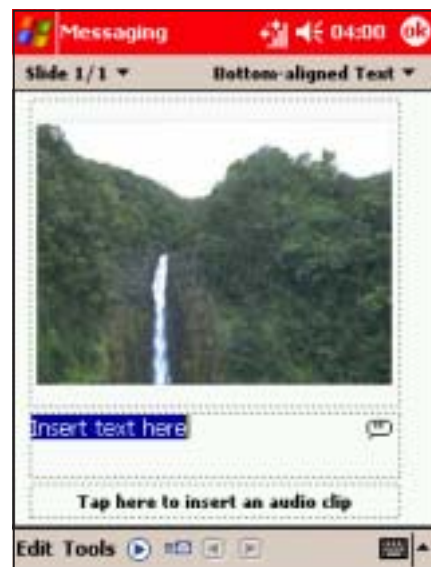 Messaging 04:00 ok
Slide 1/1 Bottom-aligned Text
Insert text here
Tap here to insert an audio clip
Edit Tools